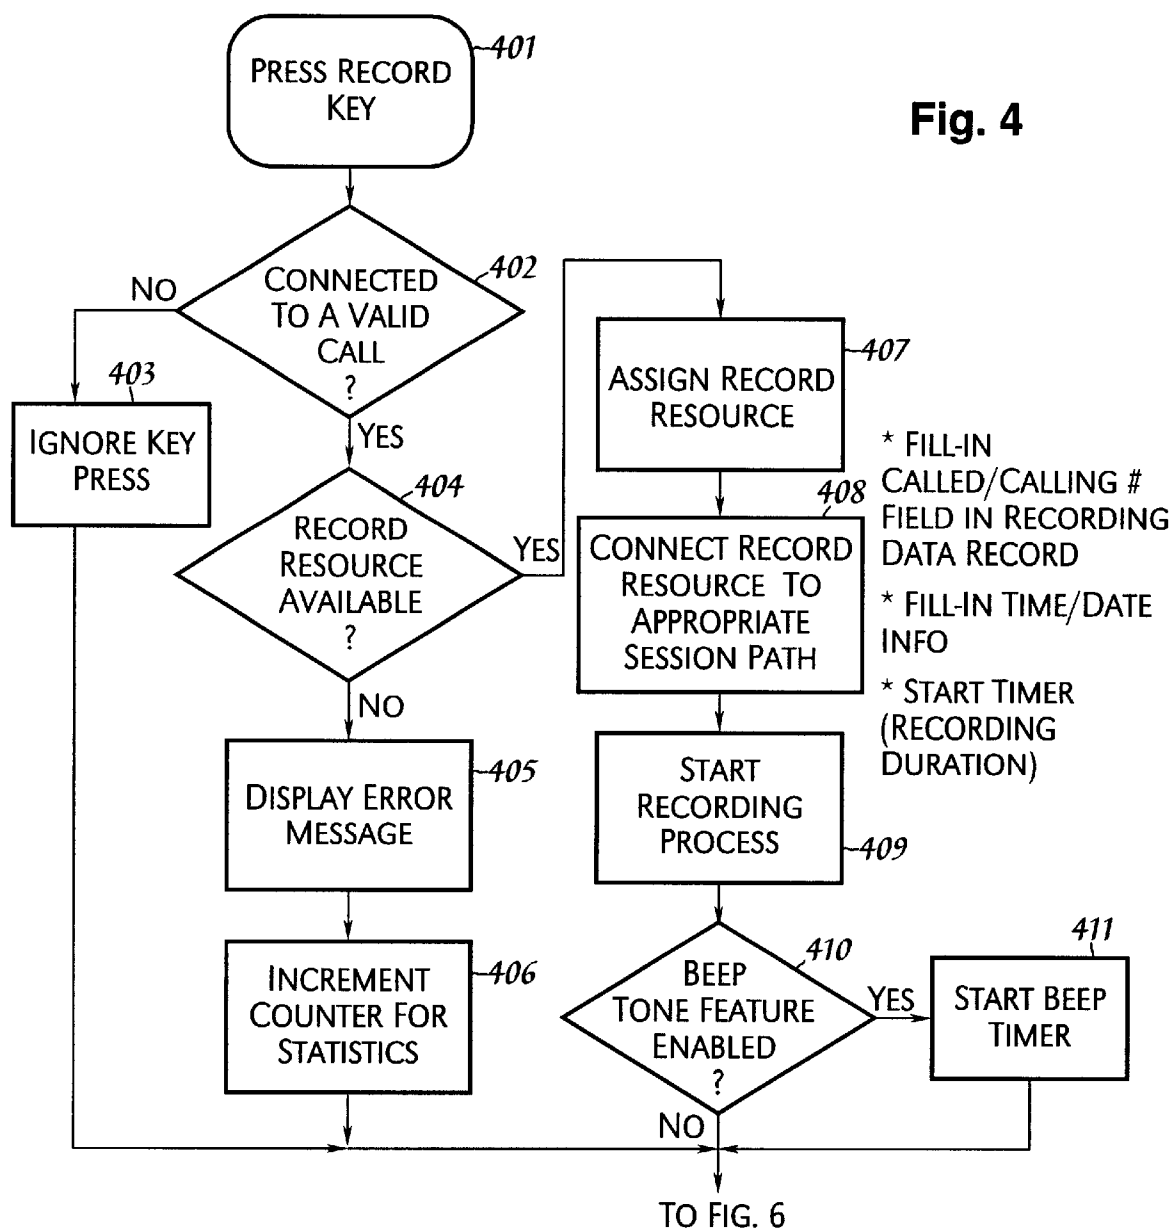 401
PRESS RECORD
KEY
Fig. 4
402
NO
CONNECTED
TO A VALID
CALL
?
403
IGNORE KEY
PRESS
YES
404
RECORD
RESOURCE
AVAILABLE
?
YES
NO
405
DISPLAY ERROR
MESSAGE
406
INCREMENT
COUNTER FOR
STATISTICS
407
ASSIGN RECORD
RESOURCE
408
CONNECT RECORD
RESOURCE TO
APPROPRIATE
SESSION PATH
* FILL-IN
CALLED/CALLING #
FIELD IN RECORDING
DATA RECORD
* FILL-IN TIME/DATE
INFO
* START TIMER
(RECORDING
DURATION)
START
RECORDING
PROCESS
409
410
BEEP
TONE FEATURE
ENABLED
?
YES
411
START BEEP
TIMER
NO
TO FIG. 6